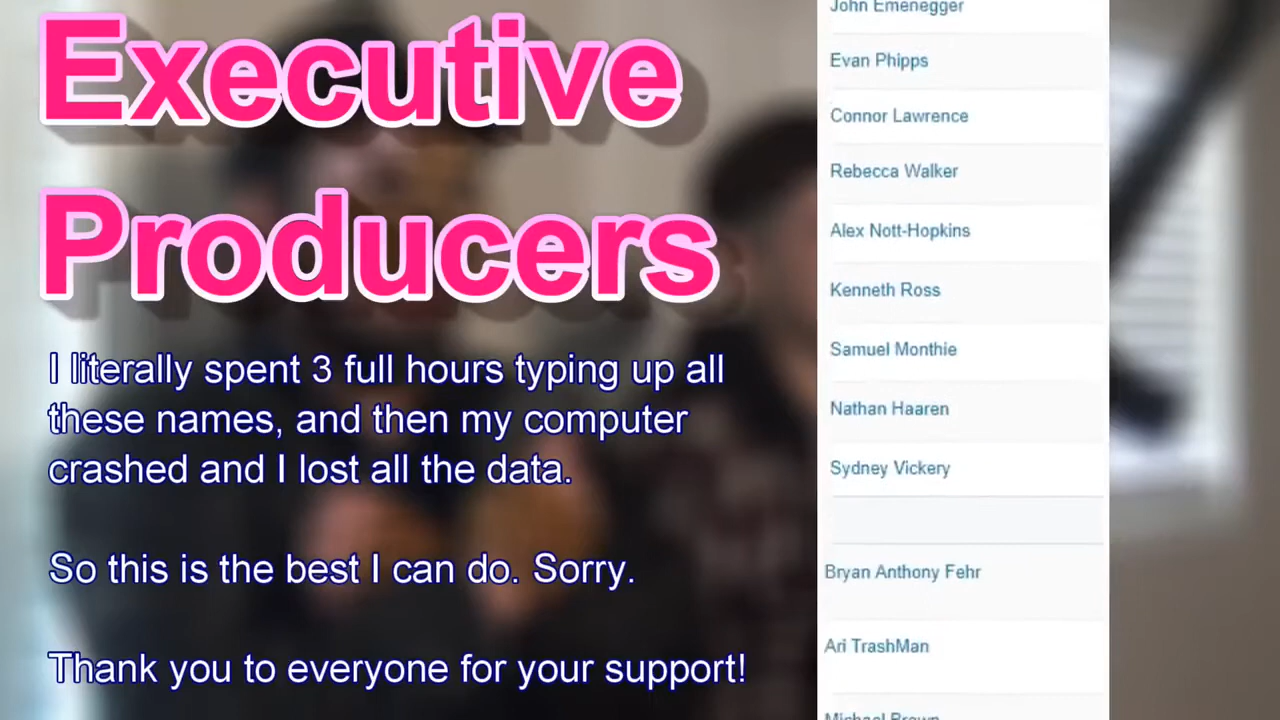 Executive
Producers
I literally spent 3 full hours typing up all
these names, and then my computer
crashed and I lost all the data.
So this is the best I can do. Sorry.
Thank you to everyone for your support!
John Emenegger
Evan Phipps
Connor Lawrence
Rebecca Walker
Alex Nott-Hopkins
Kenneth Ross
Samuel Monthie
Nathan Haaren
Sydney Vickery
Bryan Anthony Fehr
Ari TrashMan
Michael Brown